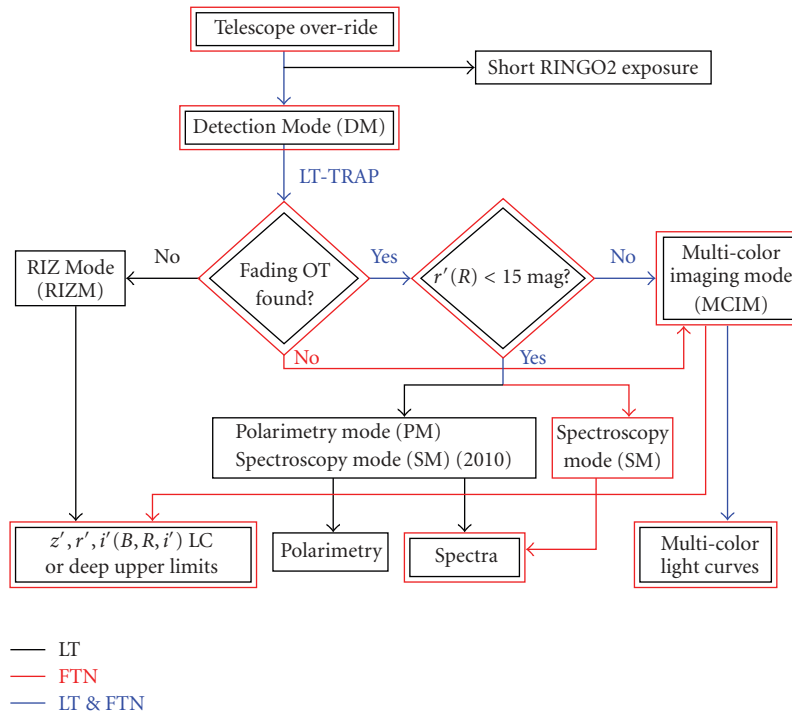 Telescope over-ride
Short RINGO2 exposure
Detection Mode (DM)
LT-TRAP
No
Yes
No
RIZ Mode
(RIZM)
Fading OT
found?
r′(R) < 15 mag?
Multi-color
imaging mode
(MCIM)
No
Yes
Polarimetry mode (PM)
Spectroscopy mode (SM) (2010)
Spectroscopy
mode (SM)
z′, r′, i′(B, R, i′) LC
or deep upper limits
Polarimetry
Spectra
Multi-color
light curves
LT
FTN
LT & FTN